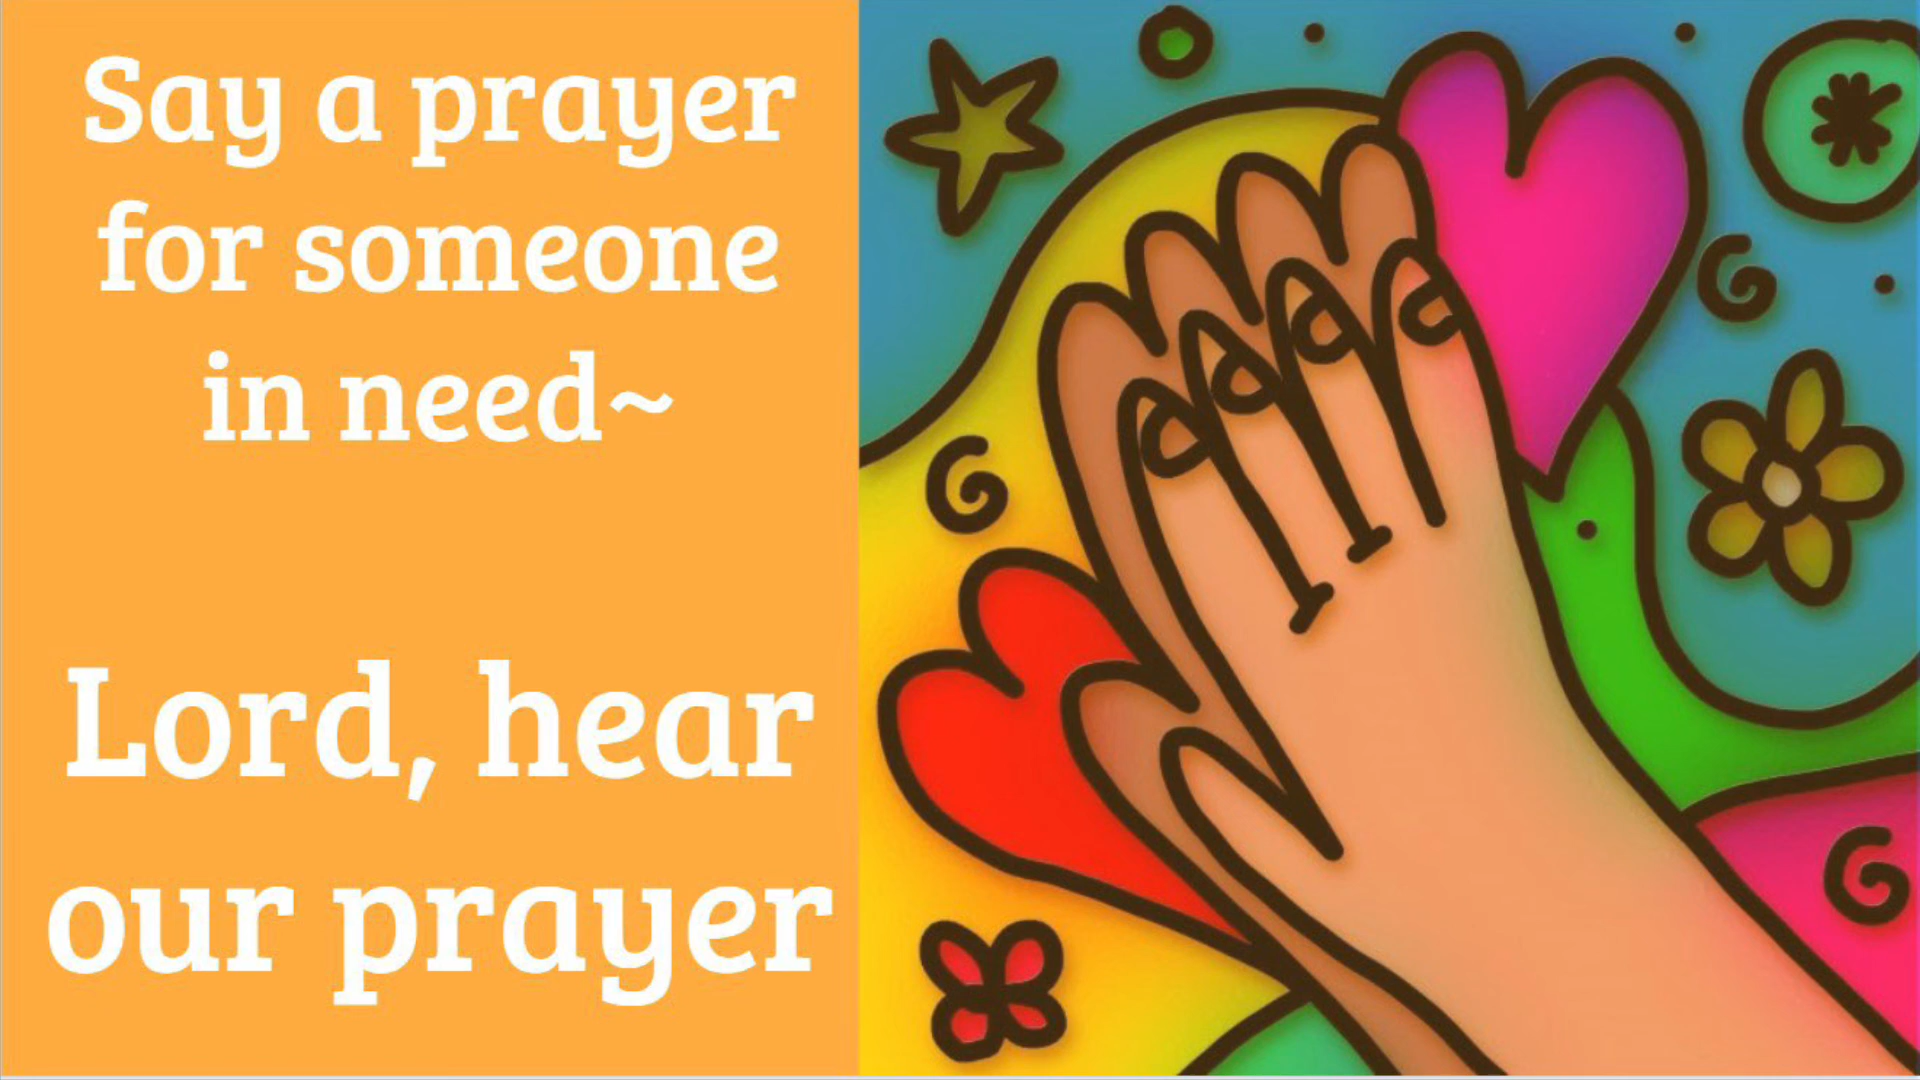 Say a prayer
for someone
in need~
Lord, hear
our prayer